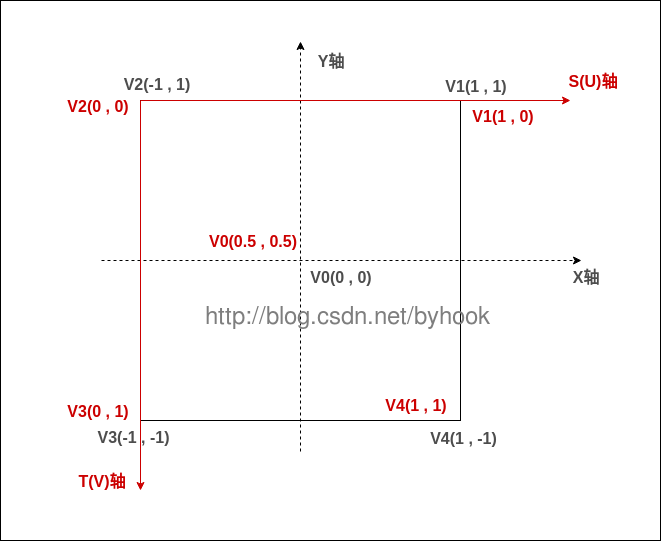 Y轴
V2(-1 , 1)
V1(1 , 1)
S(U)轴
V2(0 , 0)
V1(1 , 0)
V0(0.5 , 0.5)
V0(0 , 0)
X轴
http://blog.csdn.net/byhook
V3(0 , 1)
V4(1 , 1)
V3(-1 , -1)
V4(1 , -1)
T(V)轴